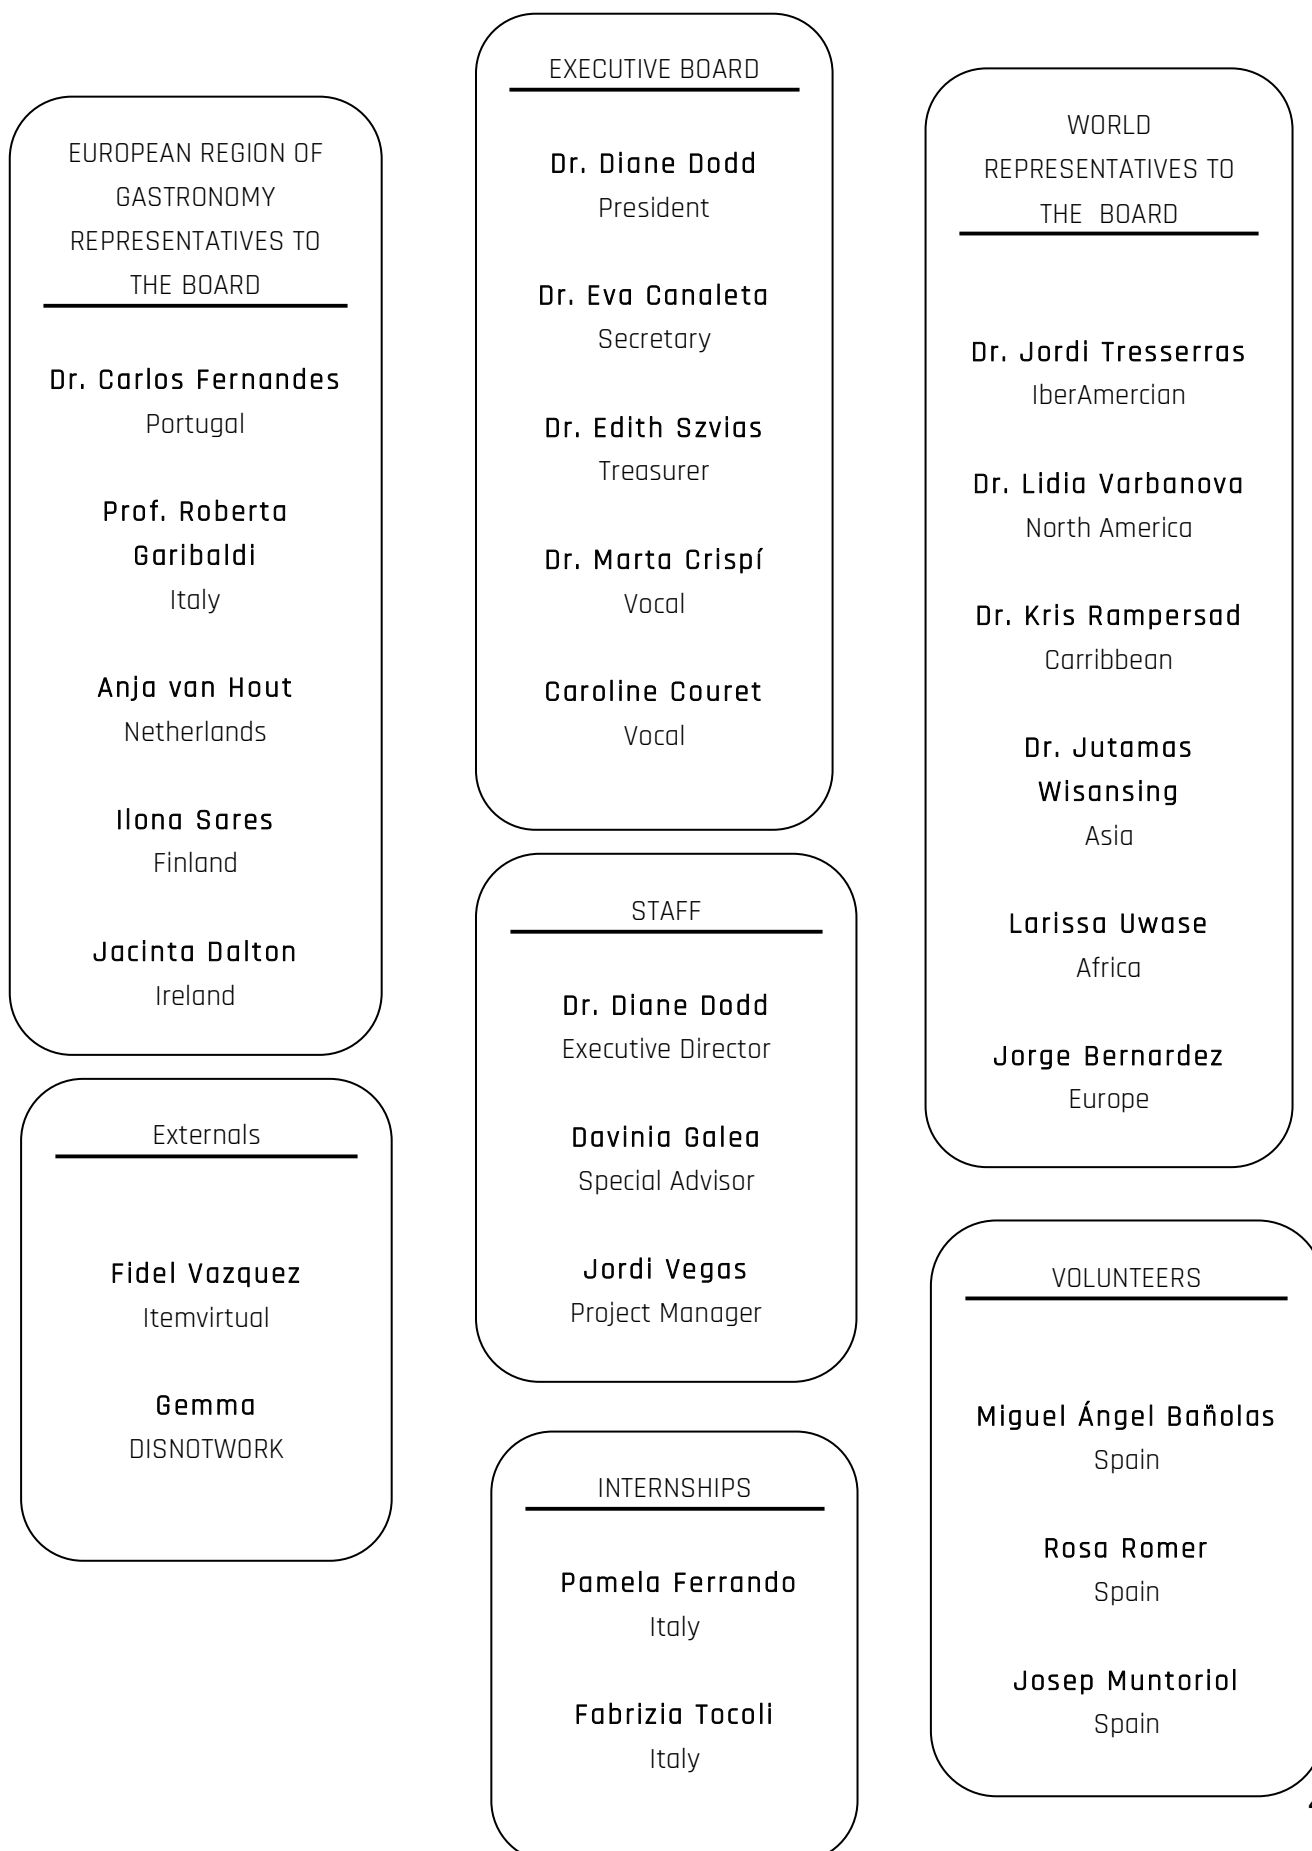 EUROPEAN REGION OF
GASTRONOMY
REPRESENTATIVES TO
THE BOARD
Dr. Carlos Fernandes
Portugal
Prof. Roberta
Garibaldi
Italy
Anja van Hout
Netherlands
Ilona Sares
Finland
Jacinta Dalton
Ireland
Externals
Fidel Vazquez
Itemvirtual
Gemma
DISNOTWORK
EXECUTIVE BOARD
Dr. Diane Dodd
President
Dr. Eva Canaleta
Secretary
Dr. Edith Szvias
Treasurer
Dr. Marta Crispí
Vocal
Caroline Couret
Vocal
STAFF
Dr. Diane Dodd
Executive Director
Davinia Galea
Special Advisor
Jordi Vegas
Project Manager
INTERNSHIPS
Pamela Ferrando
Italy
Fabrizia Tocoli
Italy
WORLD
REPRESENTATIVES TO
THE BOARD
Dr. Jordi Tresserras
IberAmercian
Dr. Lidia Varbanova
North America
Dr. Kris Rampersad
Carribbean
Dr. Jutamas
Wisansing
Asia
Larissa Uwase
Africa
Jorge Bernardez
Europe
VOLUNTEERS
Miguel Ángel Bañolas
Spain
Rosa Romer
Spain
Josep Muntoriol
Spain